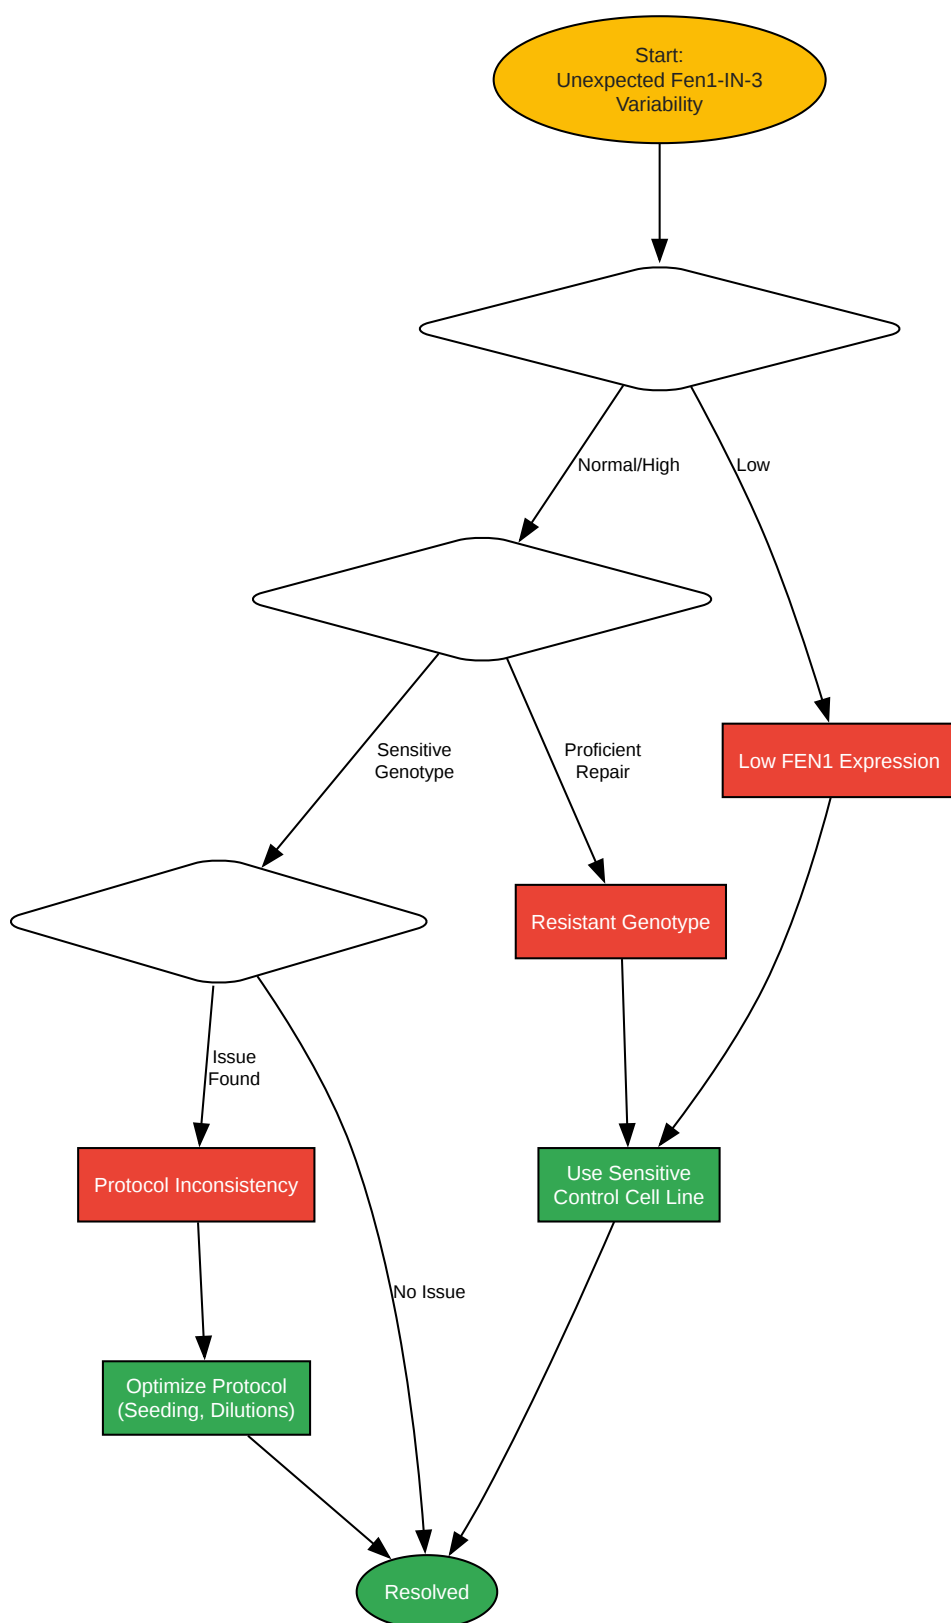 Start:
Unexpected Fen1-IN-3
Variability
Normal/High
Low
Sensitive
Genotype
Proficient
Repair
Low FEN1 Expression
Resistant Genotype
Issue
Found
Protocol Inconsistency
Use Sensitive
Control Cell Line
No Issue
Optimize Protocol
(Seeding, Dilutions)
Resolved